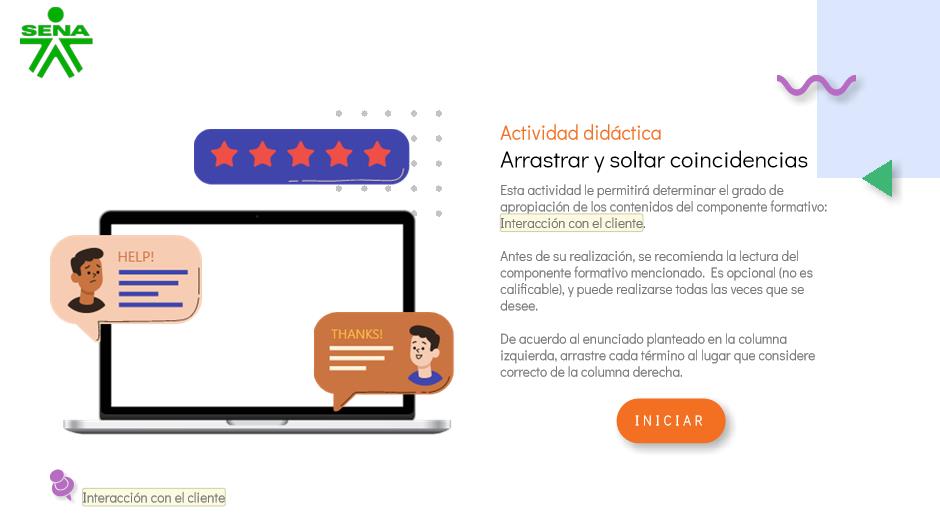 SENA
Actividad didáctica
Arrastrar y soltar coincidencias
Esta actividad le permitirá determinar el grado de
apropiación de los contenidos del componente formativo:
Interacción con el cliente.
HELP!
Antes de su realización, se recomienda la lectura del
componente formativo mencionado. Es opcional (no es
calificable), y puede realizarse todas las veces que se
desee.
THANKS!
De acuerdo al enunciado planteado en la columna
izquierda, arrastre cada término al lugar que considere
correcto de la columna derecha.
INICIAR
Interacción con el cliente